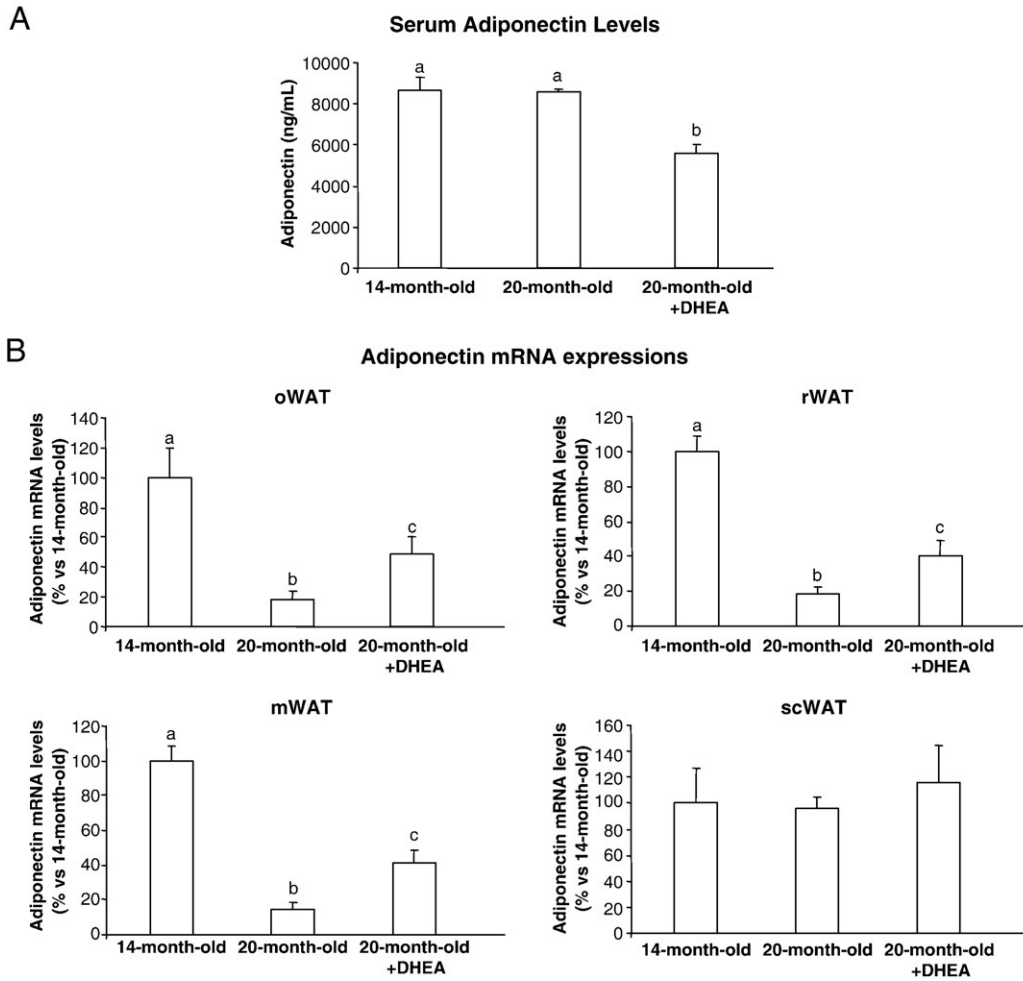 A
Serum Adiponectin Levels
Adiponectin (ng/mL)
10000
8000
6000
4000
2000
0
a
a
b
14-month-old
20-month-old
20-month-old
+DHEA
B
Adiponectin mRNA expressions
oWAT
Adiponectin mRNA levels
(% vs 14-month-old)
140
120
100
80
60
40
20
0
a
b
c
14-month-old
20-month-old
20-month-old
+DHEA
rWAT
Adiponectin mRNA levels
(% vs 14-month-old)
120
100
80
60
40
20
0
a
b
c
14-month-old
20-month-old
20-month-old
+DHEA
mWAT
Adiponectin mRNA levels
(% vs 14-month-old)
120
100
80
60
40
20
0
a
b
c
14-month-old
20-month-old
20-month-old
+DHEA
scWAT
Adiponectin mRNA levels
(% vs 14-month-old)
160
140
120
100
80
60
40
20
0
14-month-old
20-month-old
20-month-old
+DHEA